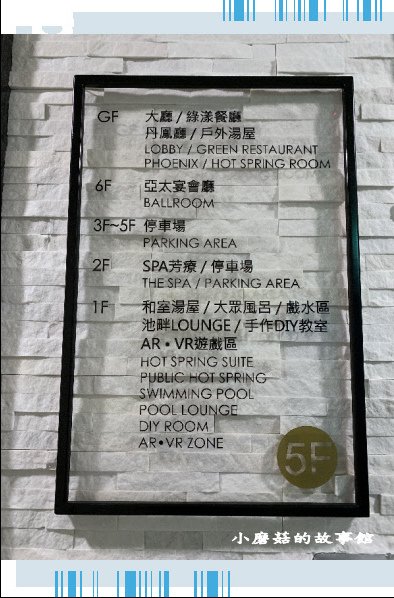 GF 大廳 / 綠漾餐廳
丹鳳廳 / 戶外湯屋
LOBBY / GREEN RESTAURANT
PHOENIX / HOT SPRING ROOM
6F 亞太宴會廳
BALLROOM
3F~5F 停車場
PARKING AREA
2F SPA芳療 / 停車場
THE SPA / PARKING AREA
1F 和室湯屋 / 大眾風呂 / 戲水區
池畔LOUNGE / 手作DIY教室
AR•VR遊戲區
HOT SPRING SUITE
PUBLIC HOT SPRING
SWIMMING POOL
POOL LOUNGE
DIY ROOM
AR•VR ZONE
5F
小蘑菇的故事館